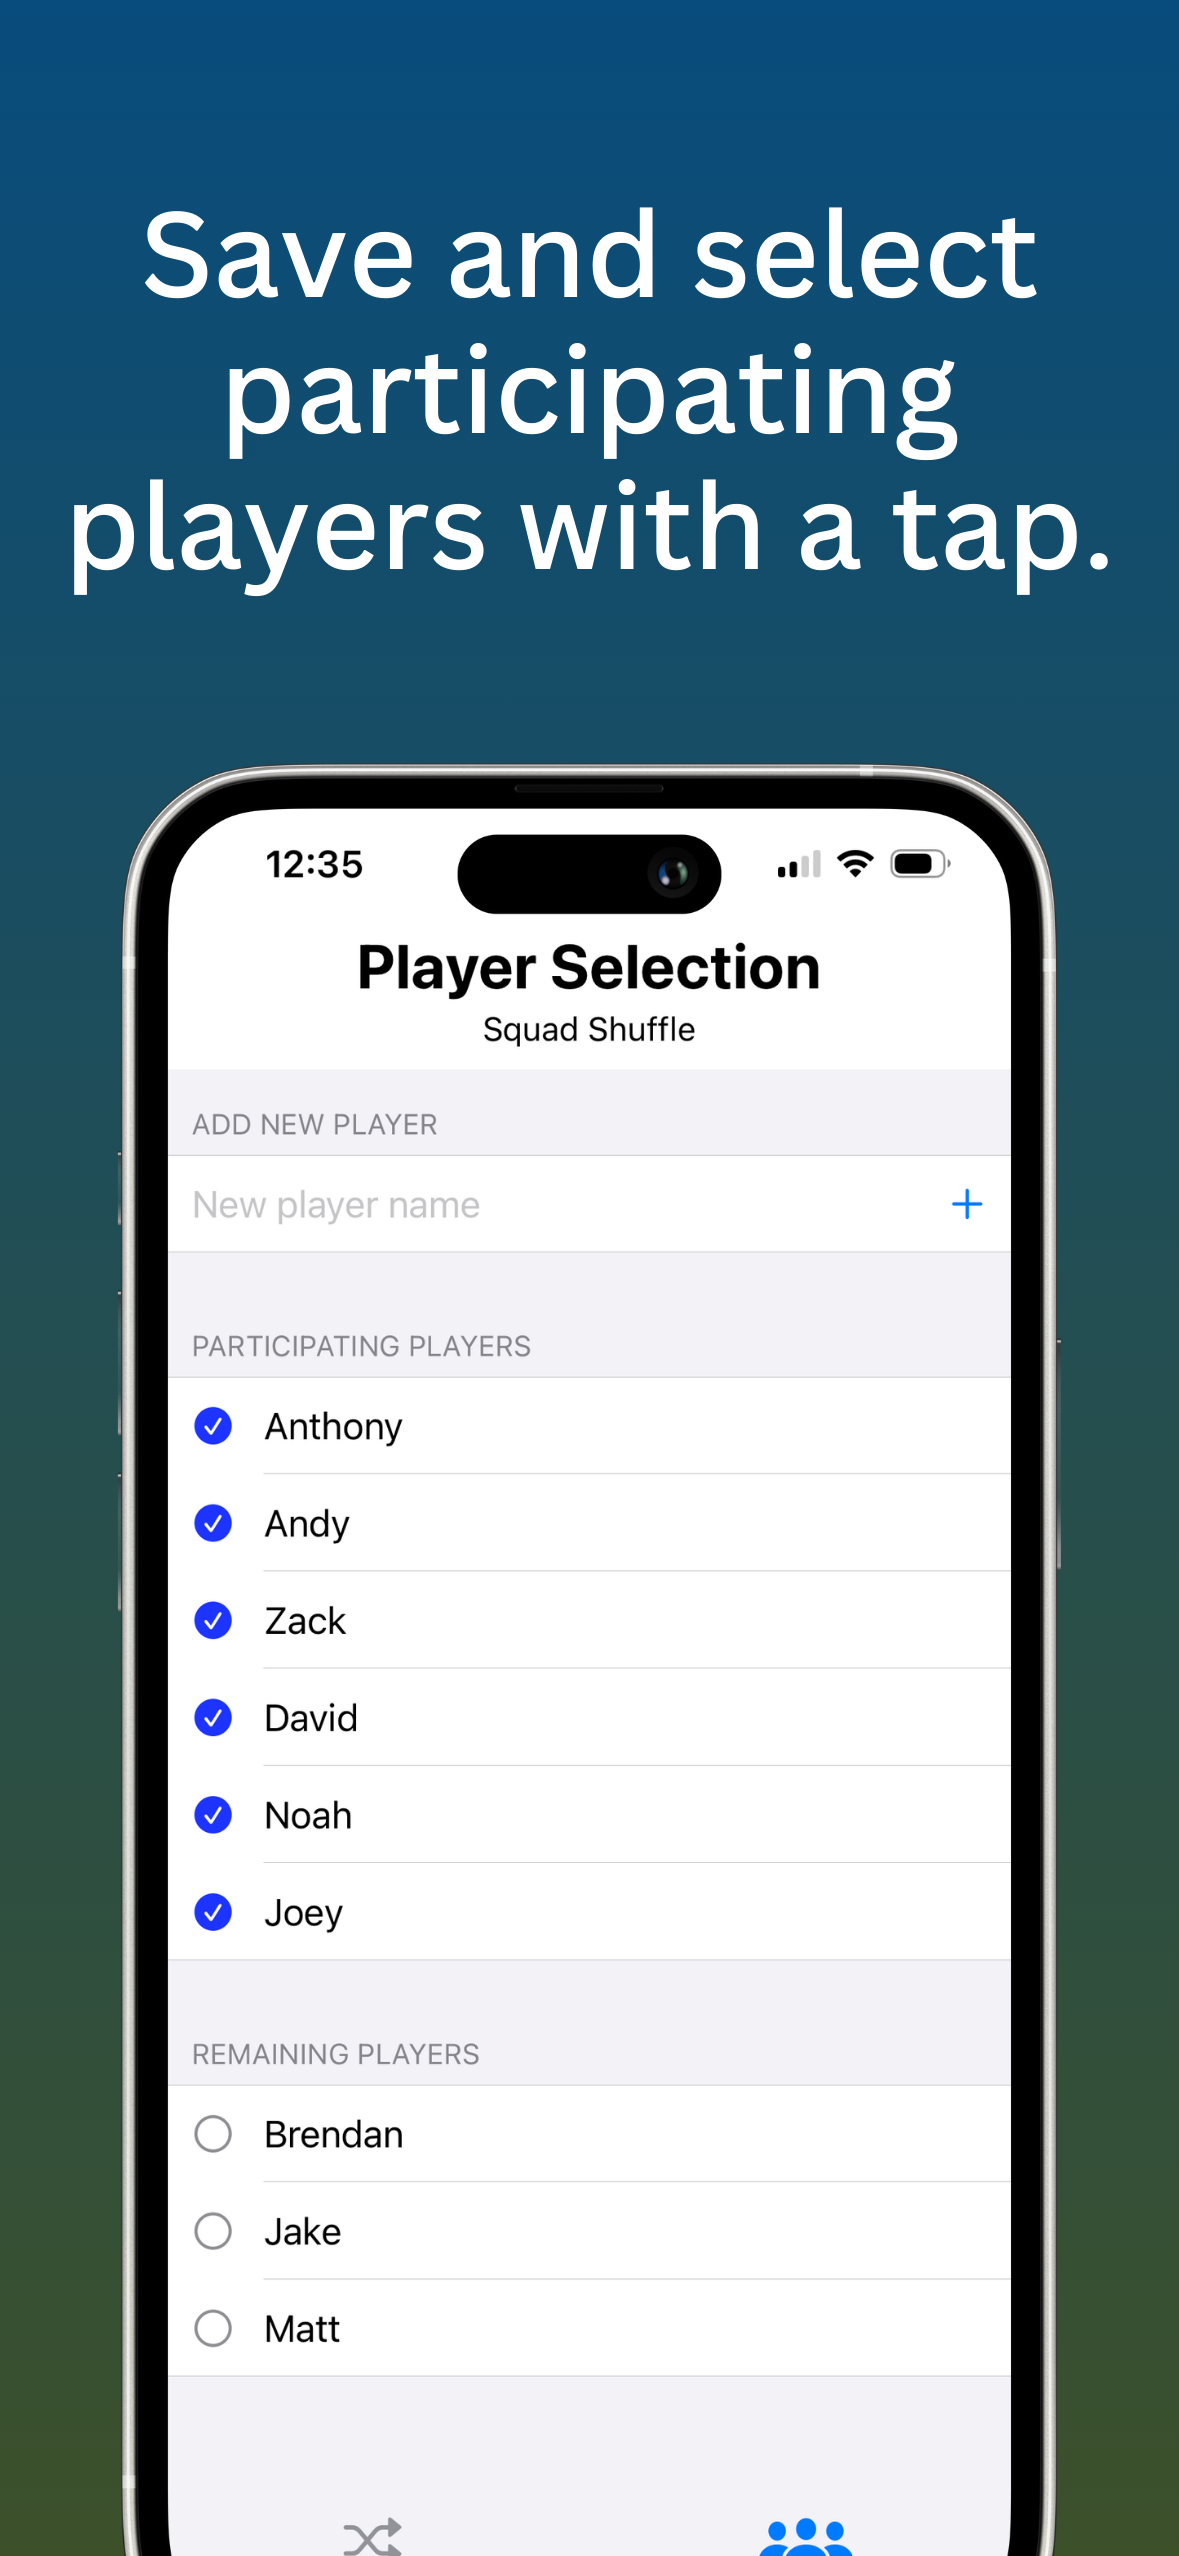 Save and select
participating
players with a tap.
12:35
Player Selection
Squad Shuffle
ADD NEW PLAYER
New player name
PARTICIPATING PLAYERS
Anthony
Andy
Zack
David
Noah
Joey
REMAINING PLAYERS
Brendan
Jake
Matt